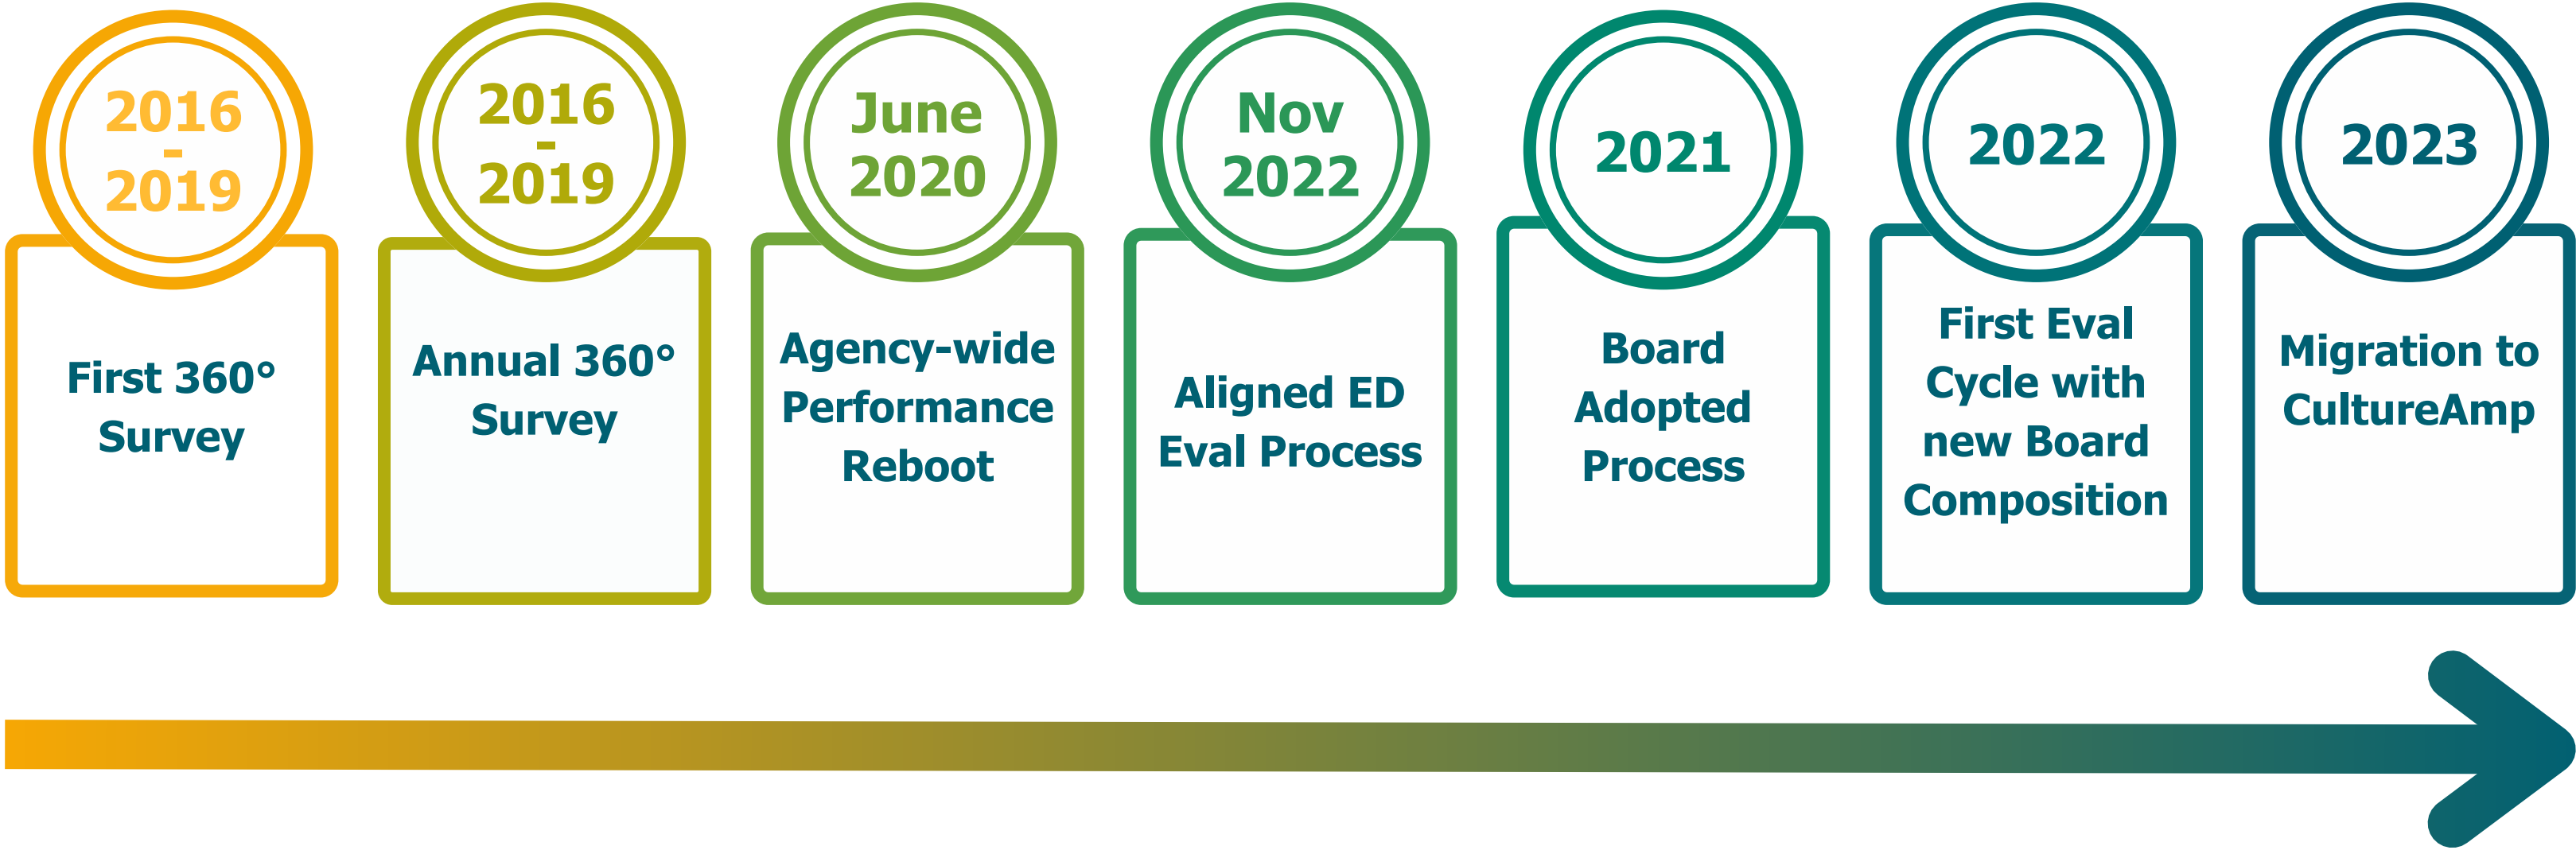 2016
-
2019
First 360°
Survey
2016
-
2019
Annual 360°
Survey
June
2020
Agency-wide
Performance
Reboot
Nov
2022
Aligned ED
Eval Process
2021
Board
Adopted
Process
2022
First Eval
Cycle with
new Board
Composition
2023
Migration to
CultureAmp